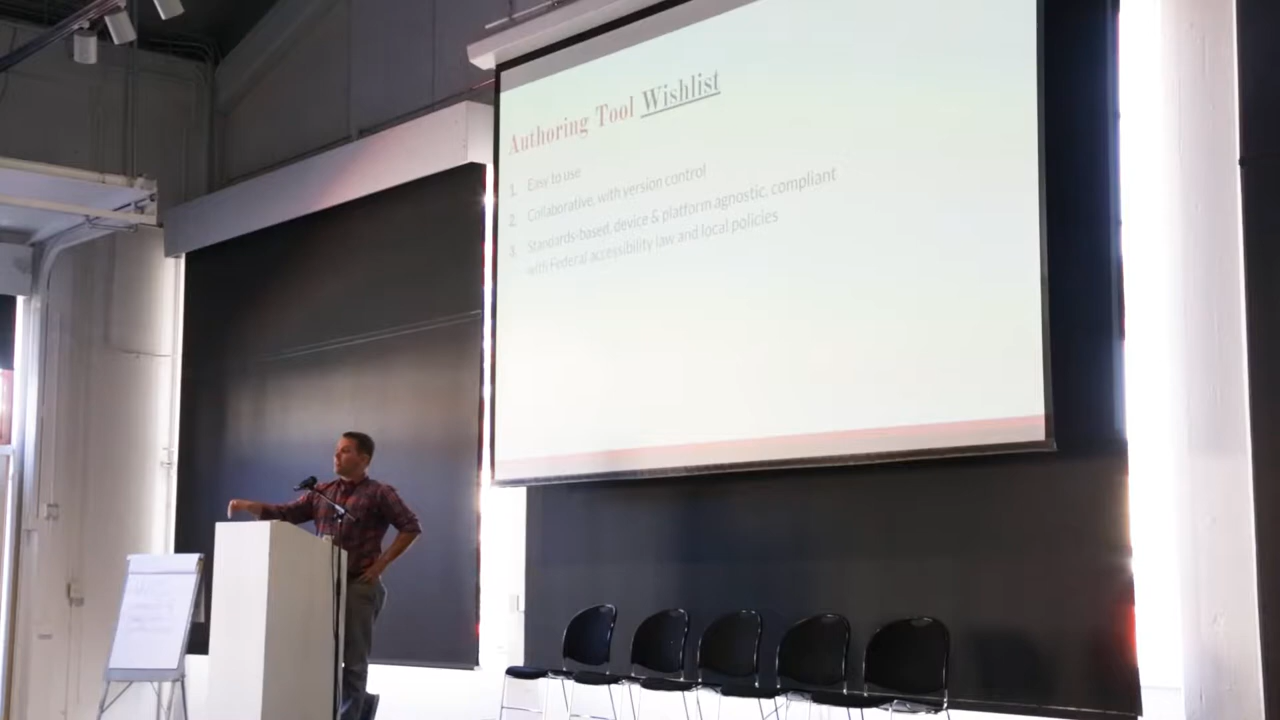 Authoring Tool Wishlist
1. Easy to use
2. Collaborative, with version control
3. Standards-based, device & platform agnostic, compliant
with Federal accessibility law and local policies